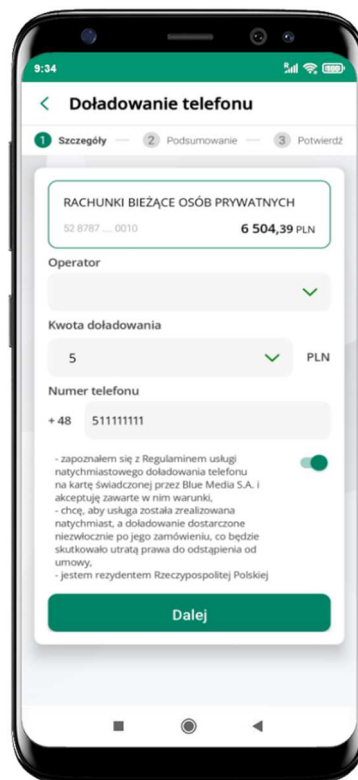 9:34
Doładowanie telefonu
1 Szczegóły 2 Podsumowanie 3 Potwierdź
RACHUNKI BIEŻĄCE OSÓB PRYWATNYCH
52 8787 .... 0010 6 504,39 PLN
Operator
Kwota doładowania
5 PLN
Numer telefonu
+ 48 511111111
- zapoznałem się z Regulaminem usługi
natychmiastowego doładowania telefonu
na kartę świadczonej przez Blue Media S.A. i
akceptuję zawarte w nim warunki,
- chcę, aby usługa została zrealizowana
natychmiast, a doładowanie dostarczone
niezwłocznie po jego zamówieniu, co będzie
skutkowało utratą prawa do odstąpienia od
umowy,
- jestem rezydentem Rzeczypospolitej Polskiej
Dalej